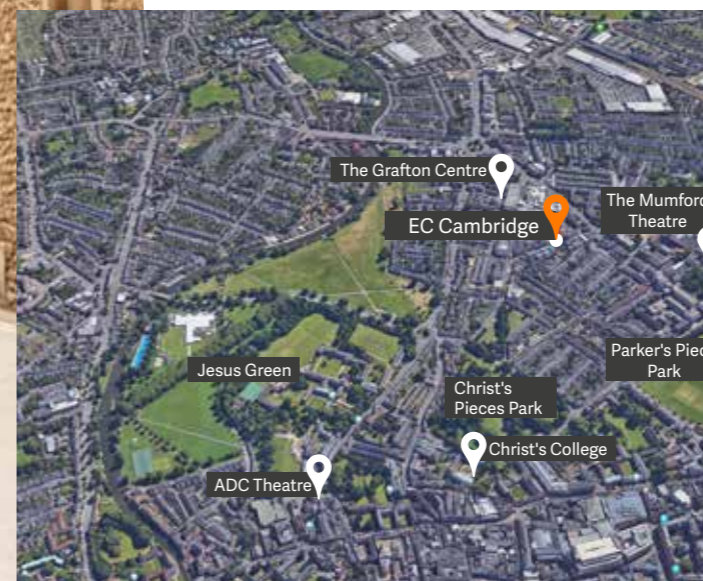 The Grafton Centre
EC Cambridge
The Mumford
Theatre
Jesus Green
Parker's Piec
Park
Christ's
Pieces Park
Christ's College
ADC Theatre